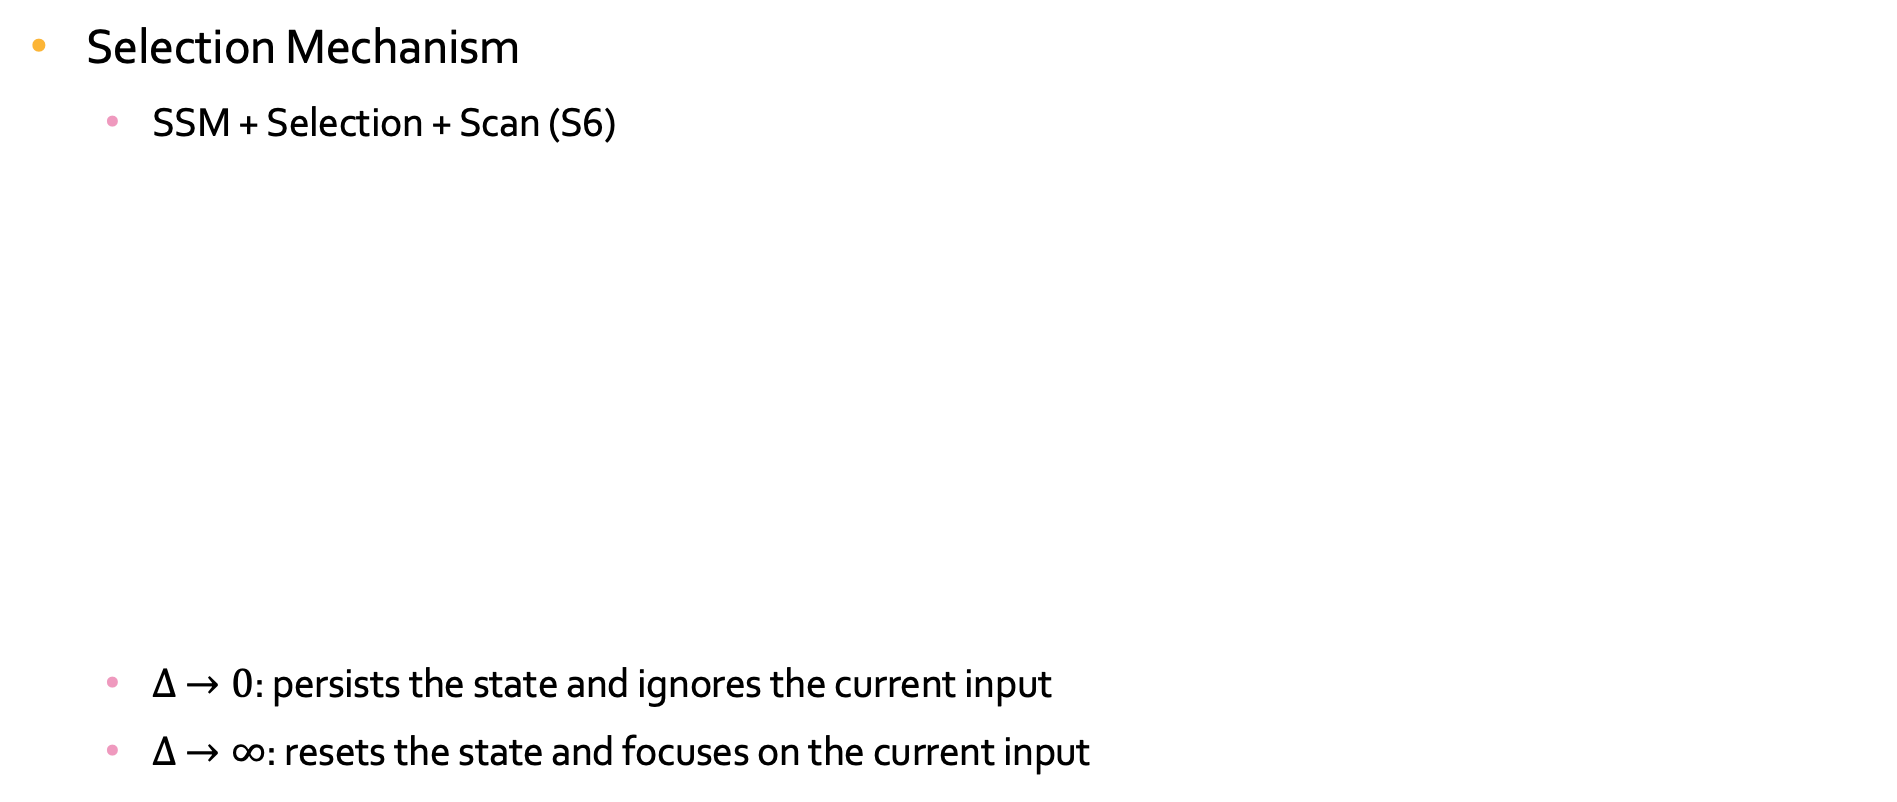 • Selection Mechanism
• SSM + Selection + Scan (S6)
• Δ → 0: persists the state and ignores the current input
• Δ → ∞: resets the state and focuses on the current input